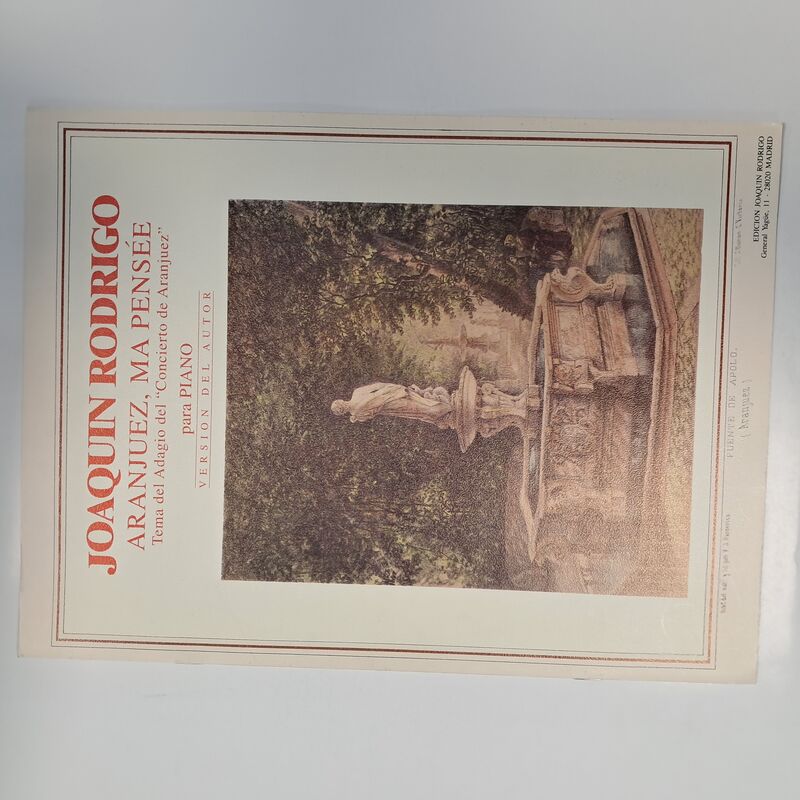 JOAQUIN RODRIGO
ARANJUEZ, MA PENSÉE
Tema del Adagio del “Concierto de Aranjuez”
para PIANO
VERSION DEL AUTOR
FUENTE DE APOLO.
(Aranjuez)
EDICION JOAQUIN RODRIGO
General Yagüe, 11 - 28020 MADRID